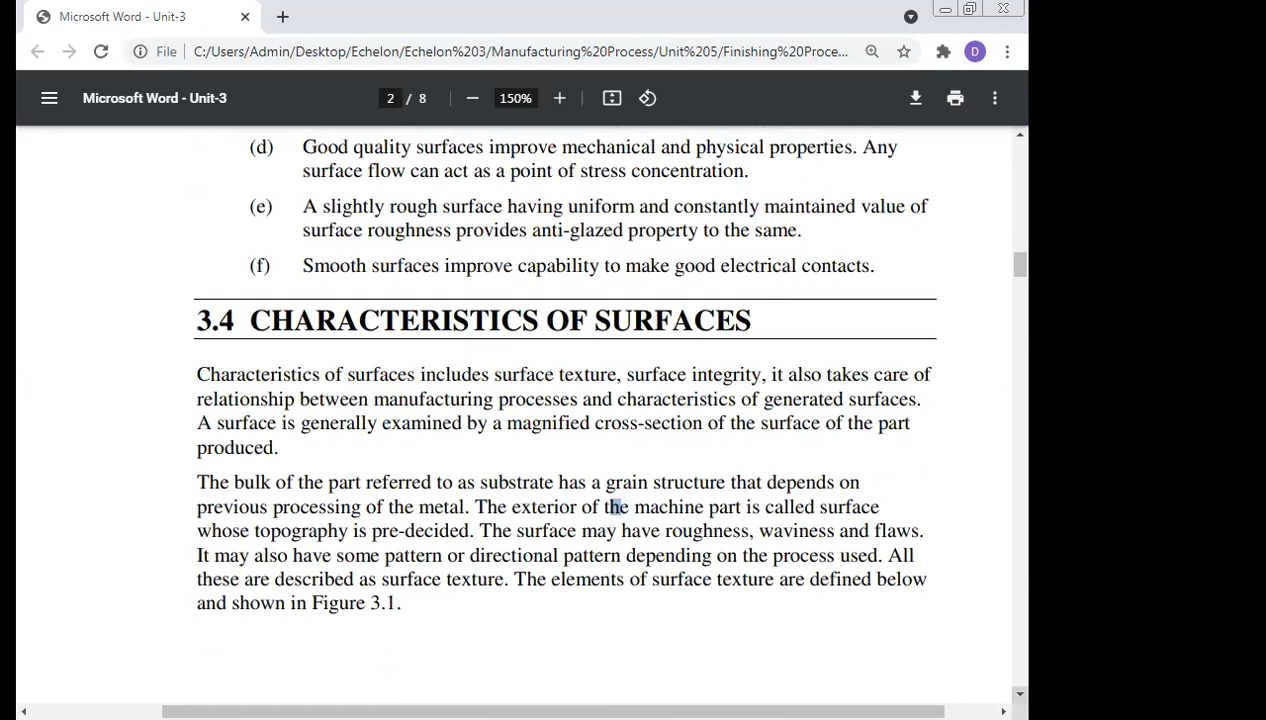 Microsoft Word - Unit-3
File C:/Users/Admin/Desktop/Echelon/Echelon%203/Manufacturing%20Process/Unit%205/Finishing%20Proce... D
Microsoft Word - Unit-3 2 / 8 150%
(d) Good quality surfaces improve mechanical and physical properties. Any
surface flow can act as a point of stress concentration.
(e) A slightly rough surface having uniform and constantly maintained value of
surface roughness provides anti-glazed property to the same.
(f) Smooth surfaces improve capability to make good electrical contacts.
3.4 CHARACTERISTICS OF SURFACES
Characteristics of surfaces includes surface texture, surface integrity, it also takes care of
relationship between manufacturing processes and characteristics of generated surfaces.
A surface is generally examined by a magnified cross-section of the surface of the part
produced.
The bulk of the part referred to as substrate has a grain structure that depends on
previous processing of the metal. The exterior of the machine part is called surface
whose topography is pre-decided. The surface may have roughness, waviness and flaws.
It may also have some pattern or directional pattern depending on the process used. All
these are described as surface texture. The elements of surface texture are defined below
and shown in Figure 3.1.